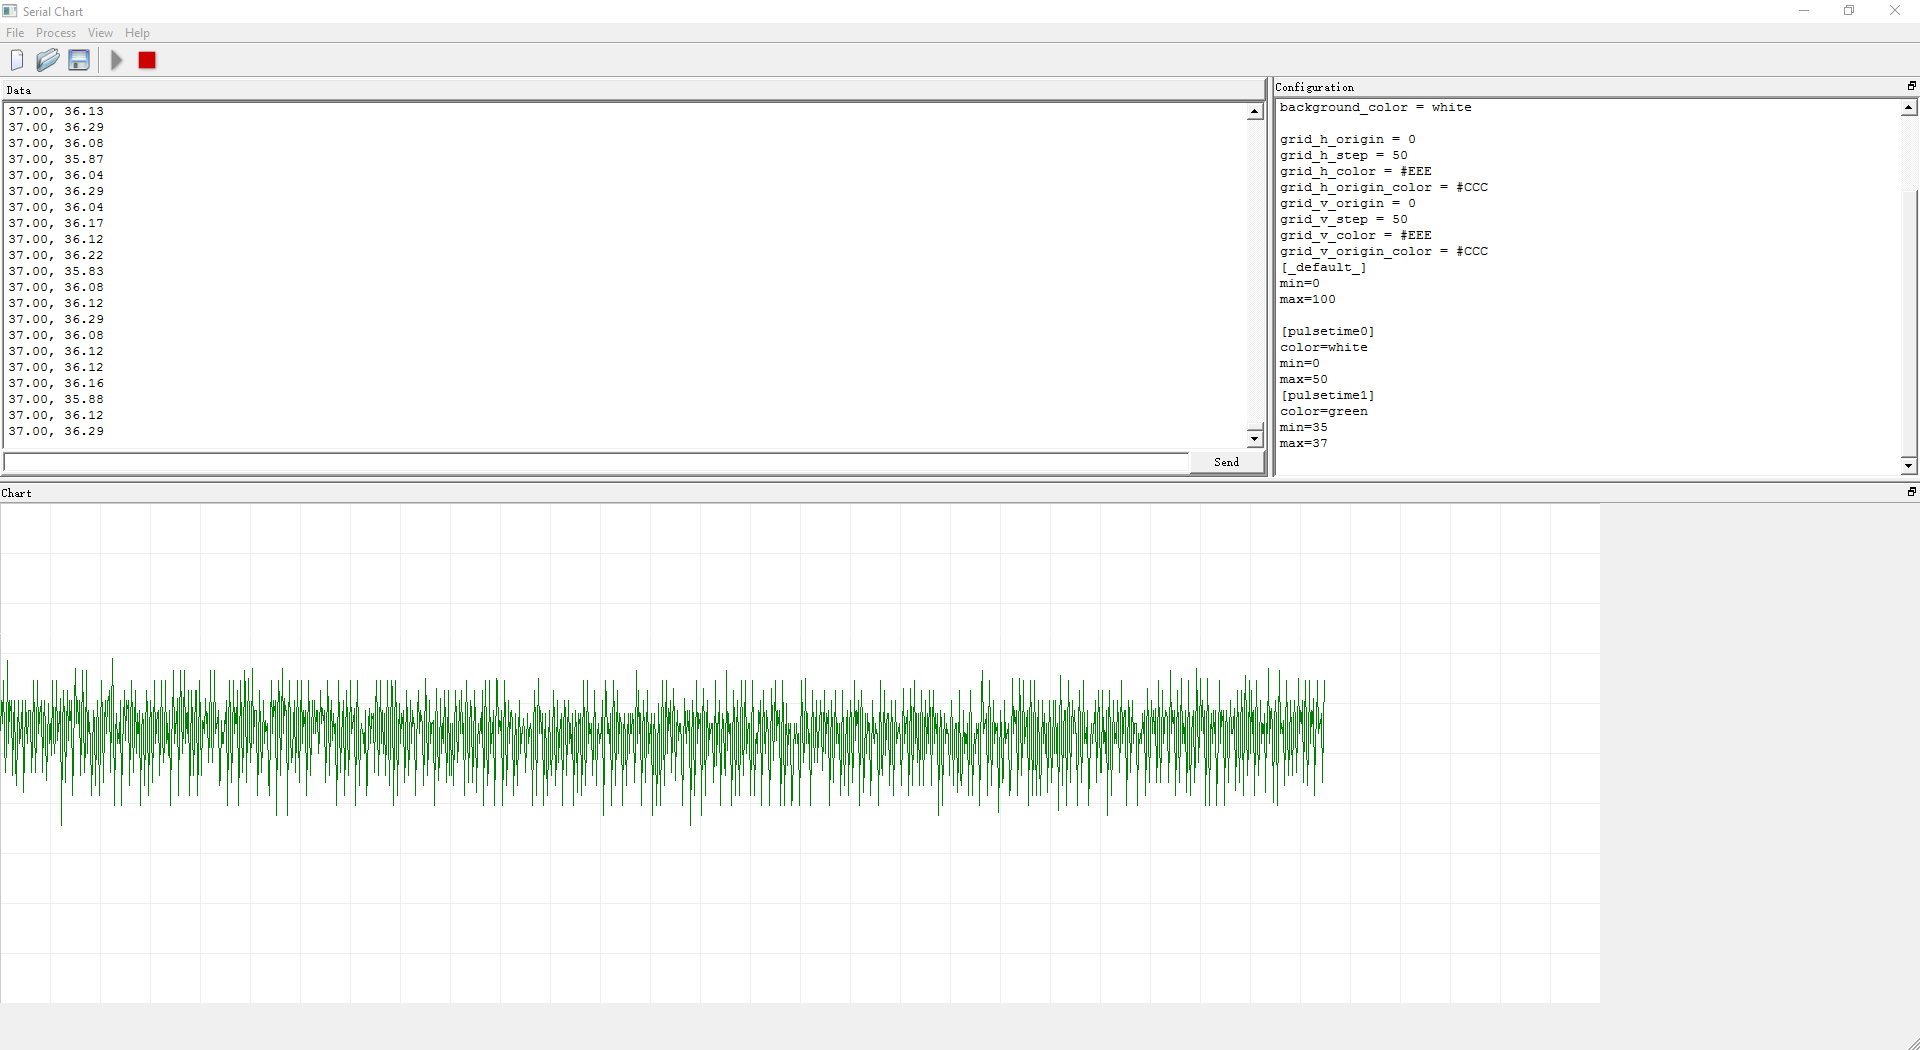 Serial Chart
File Process View Help
Data
37.00, 36.13
37.00, 36.29
37.00, 36.08
37.00, 35.87
37.00, 36.04
37.00, 36.29
37.00, 36.04
37.00, 36.17
37.00, 36.12
37.00, 36.22
37.00, 35.83
37.00, 36.08
37.00, 36.12
37.00, 36.29
37.00, 36.08
37.00, 36.12
37.00, 36.12
37.00, 36.16
37.00, 35.88
37.00, 36.12
37.00, 36.29
Send
Configuration
background_color = white
grid_h_origin = 0
grid_h_step = 50
grid_h_color = #EEE
grid_h_origin_color = #CCC
grid_v_origin = 0
grid_v_step = 50
grid_v_color = #EEE
grid_v_origin_color = #CCC
[_default_]
min=0
max=100
[pulsetime0]
color=white
min=0
max=50
[pulsetime1]
color=green
min=35
max=37
Chart